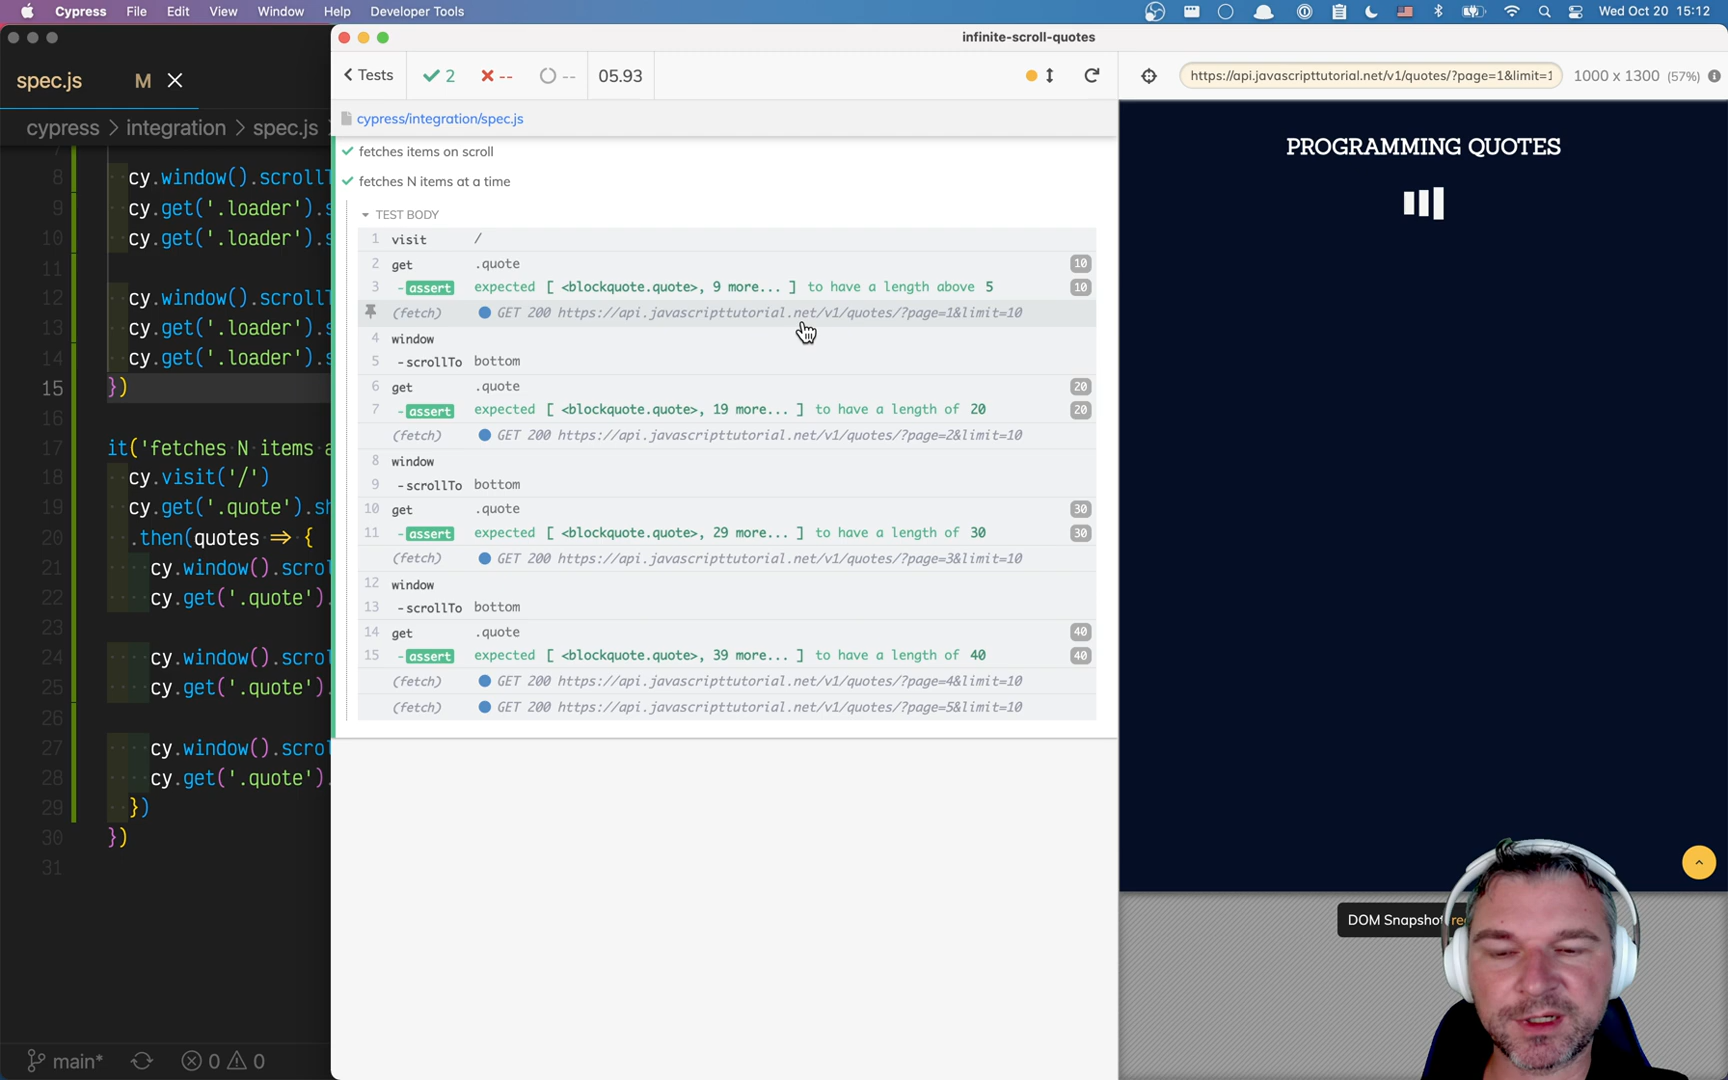 Cypress File Edit View Window Help Developer Tools Wed Oct 20 15:12
infinite-scroll-quotes
spec.js M
Tests 2 -- -- 05.93 https://api.javascripttutorial.net/v1/quotes/?page=1&limit=1 1000 x 1300 (57%)
cypress > integration > spec.js
cypress/integration/spec.js
7
8 cy.window().scroll
9 cy.get('.loader').
10 cy.get('.loader').
11
12 cy.window().scroll
13 cy.get('.loader').
14 cy.get('.loader').
15 })
16
17 it('fetches N items
18 cy.visit('/')
19 cy.get('.quote').sh
20 .then(quotes => {
21 cy.window().scrol
22 cy.get('.quote').
23
24 cy.window().scrol
25 cy.get('.quote').
26
27 cy.window().scrol
28 cy.get('.quote').
29 })
30 })
31
main* 0 0
fetches items on scroll
fetches N items at a time
TEST BODY
1 visit /
2 get .quote 10
3 -assert expected [ <blockquote.quote>, 9 more... ] to have a length above 5 10
(fetch) GET 200 https://api.javascripttutorial.net/v1/quotes/?page=1&limit=10
4 window
5 -scrollTo bottom
6 get .quote 20
7 -assert expected [ <blockquote.quote>, 19 more... ] to have a length of 20 20
(fetch) GET 200 https://api.javascripttutorial.net/v1/quotes/?page=2&limit=10
8 window
9 -scrollTo bottom
10 get .quote 30
11 -assert expected [ <blockquote.quote>, 29 more... ] to have a length of 30 30
(fetch) GET 200 https://api.javascripttutorial.net/v1/quotes/?page=3&limit=10
12 window
13 -scrollTo bottom
14 get .quote 40
15 -assert expected [ <blockquote.quote>, 39 more... ] to have a length of 40 40
(fetch) GET 200 https://api.javascripttutorial.net/v1/quotes/?page=4&limit=10
(fetch) GET 200 https://api.javascripttutorial.net/v1/quotes/?page=5&limit=10
PROGRAMMING QUOTES
DOM Snapshot